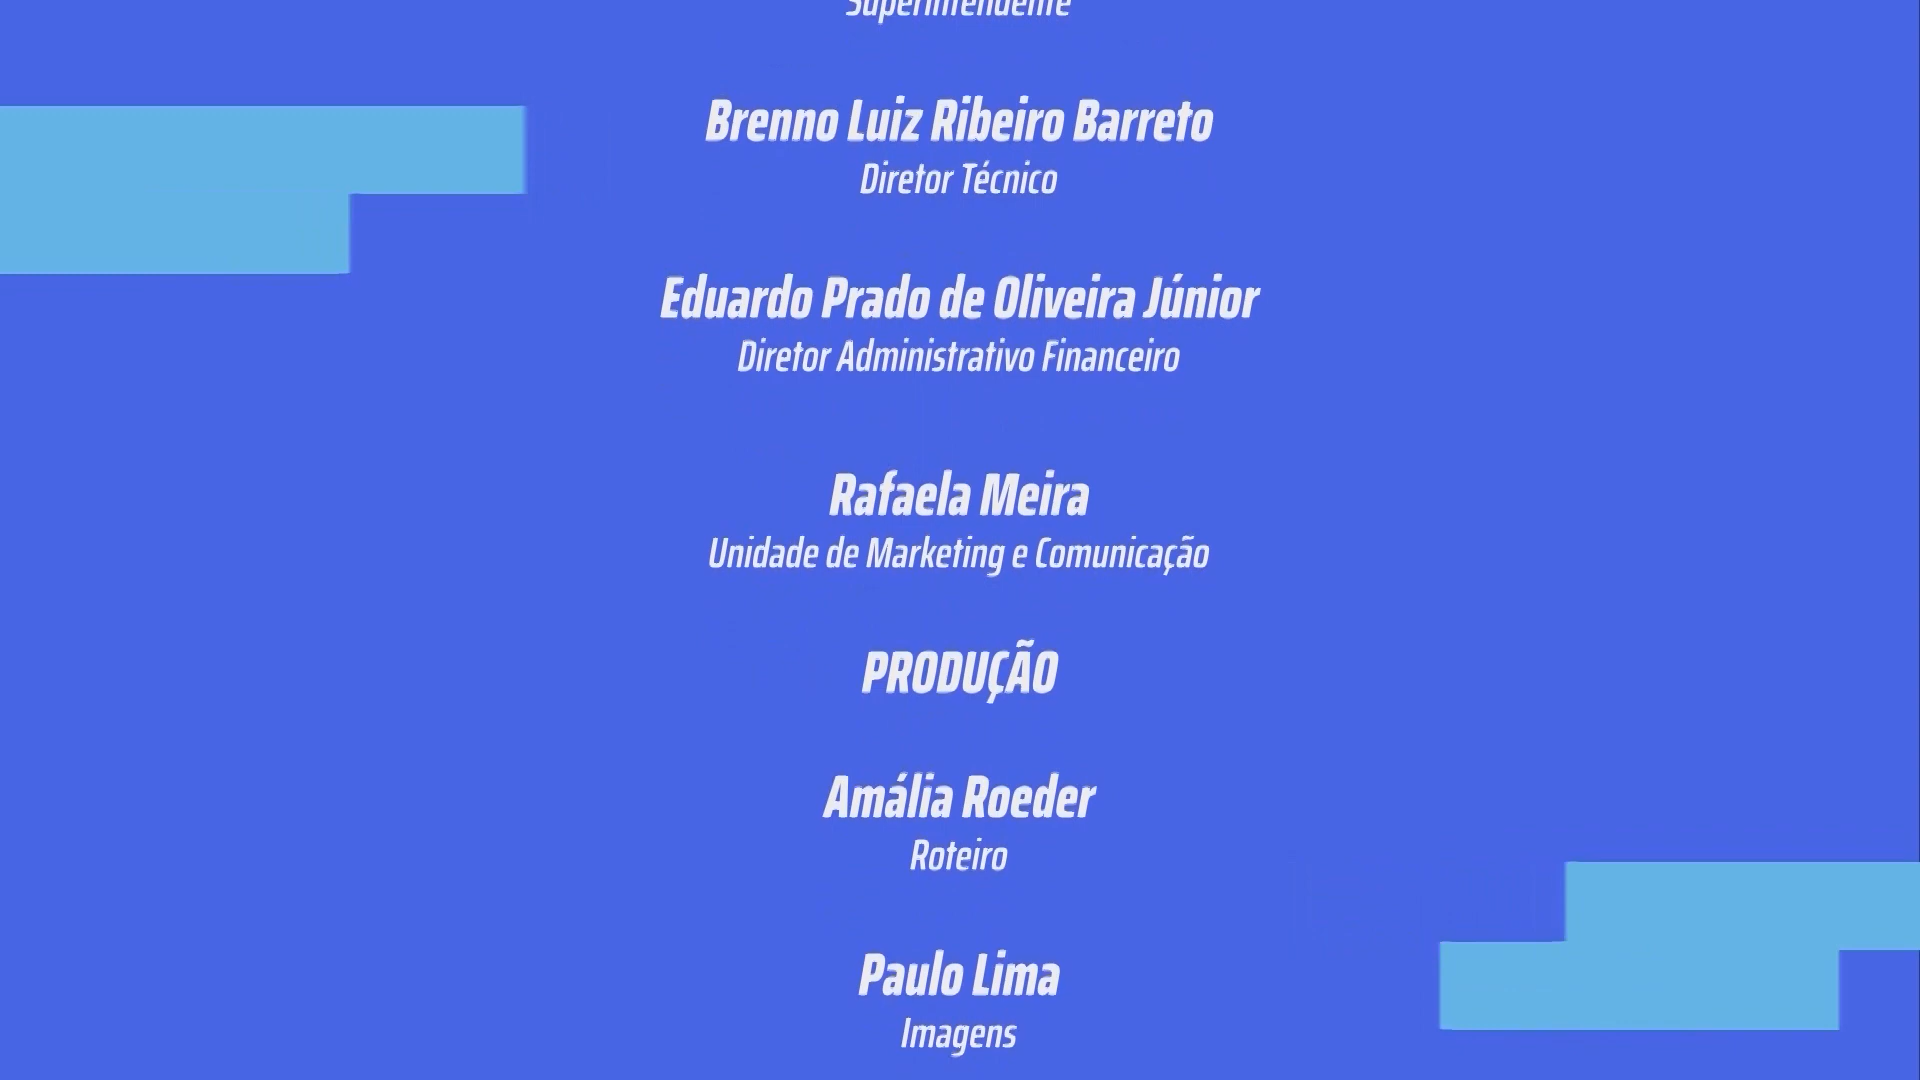 Superintendente
Brenno Luiz Ribeiro Barreto
Diretor Técnico
Eduardo Prado de Oliveira Júnior
Diretor Administrativo Financeiro
Rafaela Meira
Unidade de Marketing e Comunicação
PRODUÇÃO
Amália Roeder
Roteiro
Paulo Lima
Imagens